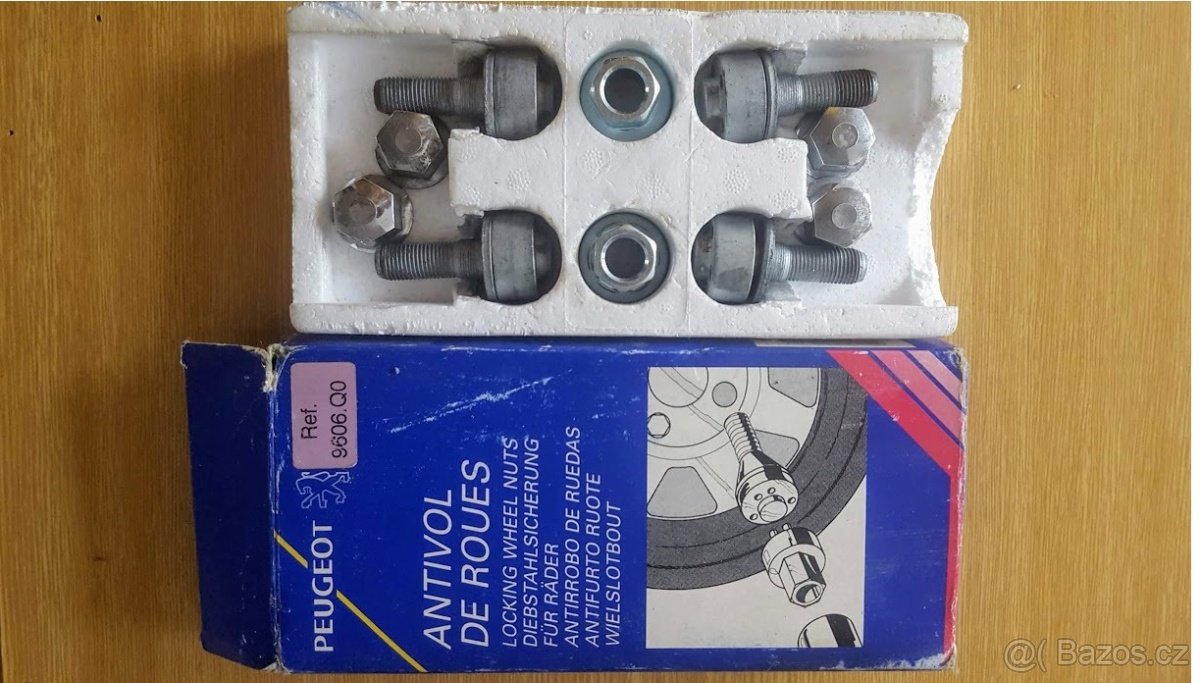 Ref.
9606.Q0
PEUGEOT
ANTIVOL
DE ROUES
LOCKING WHEEL NUTS
DIEBSTAHLSICHERUNG
FÜR RÄDER
ANTIRROBO DE RUEDAS
ANTIFURTO RUOTE
WIELSLOTBOUT
@( Bazos.cz